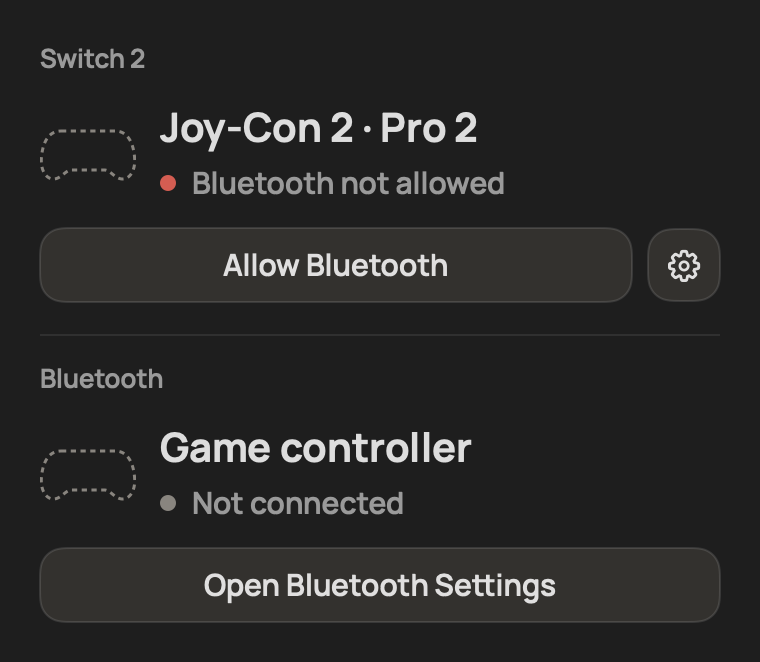 Switch 2
Joy-Con 2 · Pro 2
Bluetooth not allowed
Allow Bluetooth
Bluetooth
Game controller
Not connected
Open Bluetooth Settings